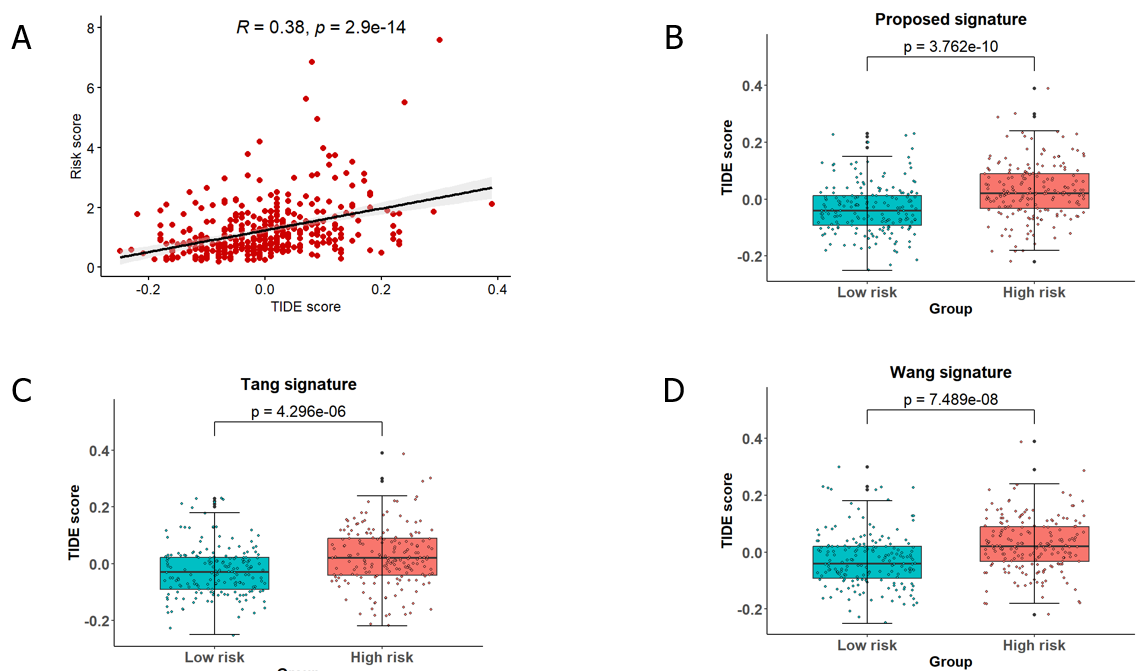 A
R = 0.38, p = 2.9e-14
8
6
4
2
0
Risk score
-0.2 0.0 0.2 0.4
TIDE score
B
Proposed signature
p = 3.762e-10
0.4
0.2
0.0
-0.2
TIDE score
Low risk High risk
Group
C
Tang signature
p = 4.296e-06
0.4
0.2
0.0
-0.2
TIDE score
Low risk High risk
D
Wang signature
p = 7.489e-08
0.4
0.2
0.0
-0.2
TIDE score
Low risk High risk
Group